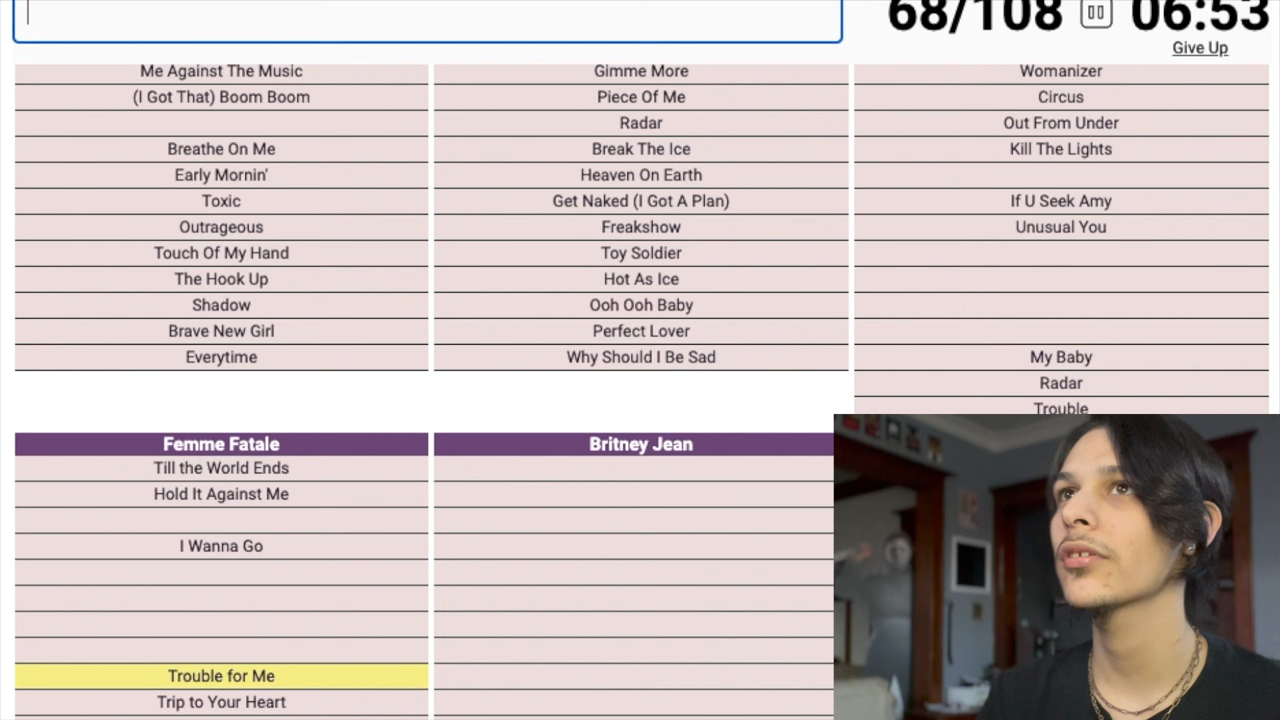 68/108 06:53
Give Up
Me Against The Music
(I Got That) Boom Boom
Breathe On Me
Early Mornin'
Toxic
Outrageous
Touch Of My Hand
The Hook Up
Shadow
Brave New Girl
Everytime
Gimme More
Piece Of Me
Radar
Break The Ice
Heaven On Earth
Get Naked (I Got A Plan)
Freakshow
Toy Soldier
Hot As Ice
Ooh Ooh Baby
Perfect Lover
Why Should I Be Sad
Womanizer
Circus
Out From Under
Kill The Lights
If U Seek Amy
Unusual You
My Baby
Radar
Trouble
Femme Fatale
Till the World Ends
Hold It Against Me
I Wanna Go
Trouble for Me
Trip to Your Heart
Britney Jean